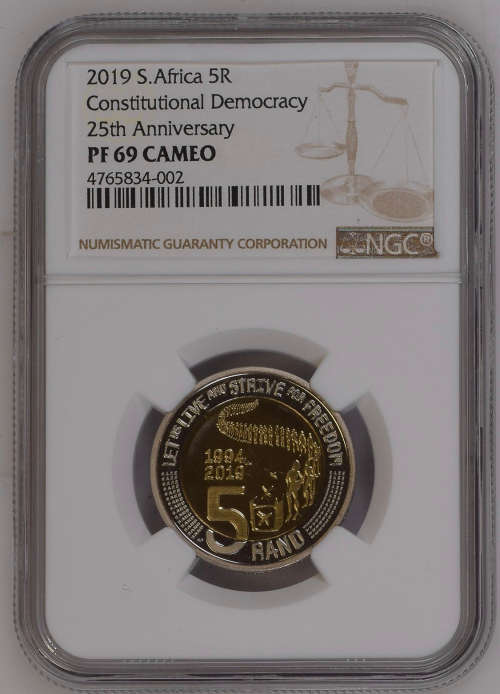 2019 S.Africa 5R
Constitutional Democracy
25th Anniversary
PF 69 CAMEO
4765834-002
NUMISMATIC GUARANTY CORPORATION
NGC®
LET US LIVE AND STRIVE FOR FREEDOM
1994
2019
5
RAND